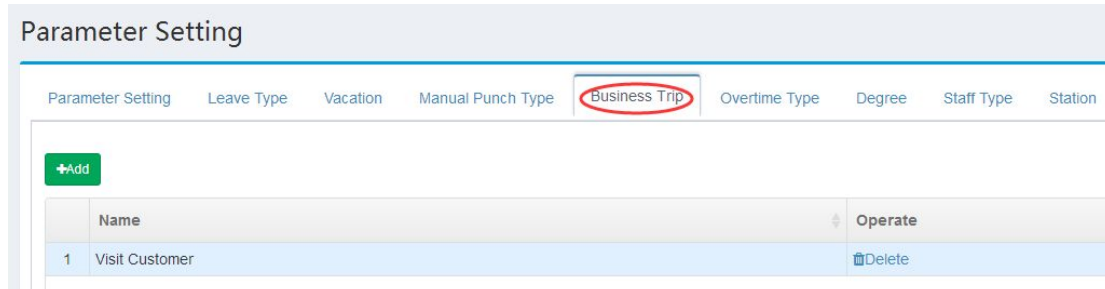 Parameter Setting
Parameter Setting Leave Type Vacation Manual Punch Type Business Trip Overtime Type Degree Staff Type Station
+Add
Name Operate
1 Visit Customer Delete